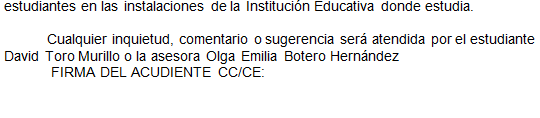 estudiantes en las instalaciones de la Institución Educativa donde estudia.
Cualquier inquietud, comentario o sugerencia será atendida por el estudiante
David Toro Murillo o la asesora Olga Emilia Botero Hernández
FIRMA DEL ACUDIENTE CC/CE: